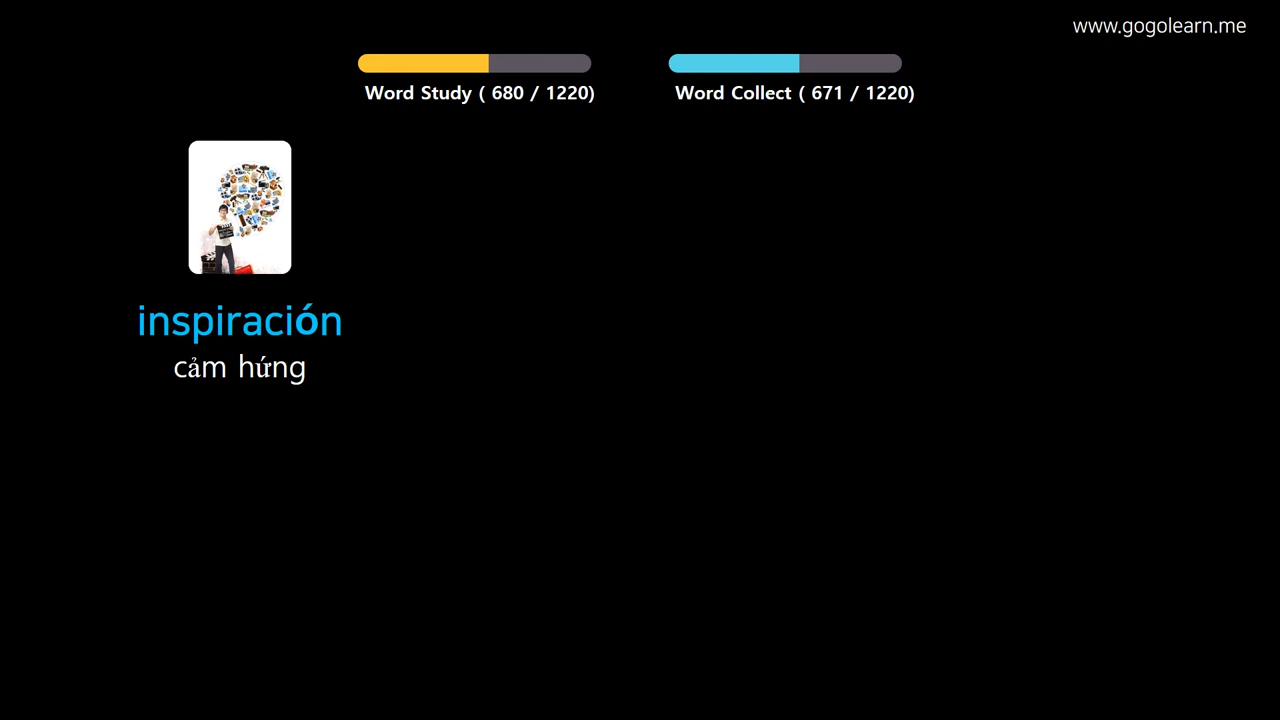 www.gogolearn.me
Word Study ( 680 / 1220)
Word Collect ( 671 / 1220)
inspiración
cảm hứng